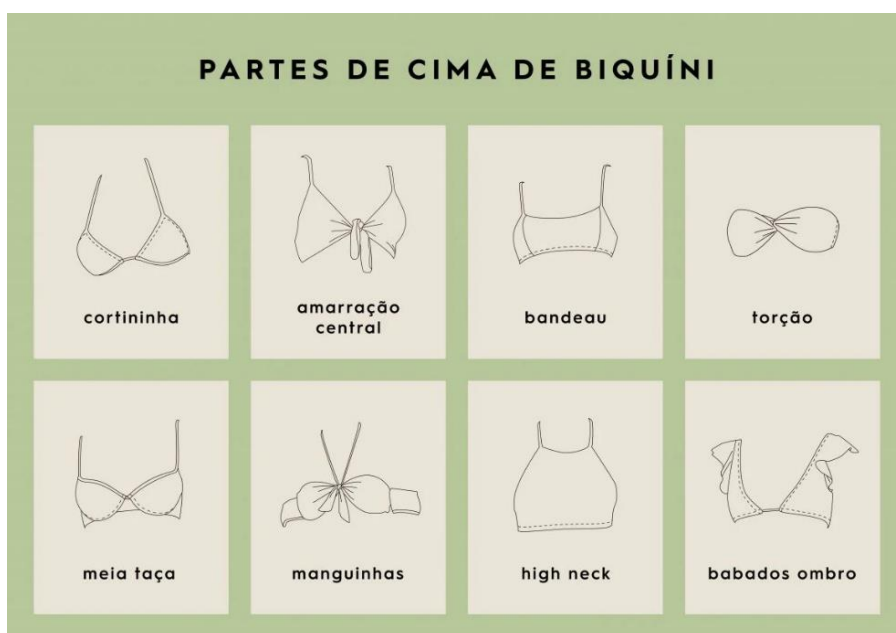 PARTES DE CIMA DE BIQUÍNI
cortininha
amarração
central
bandeau
torção
meia taça
manguinhas
high neck
babados ombro